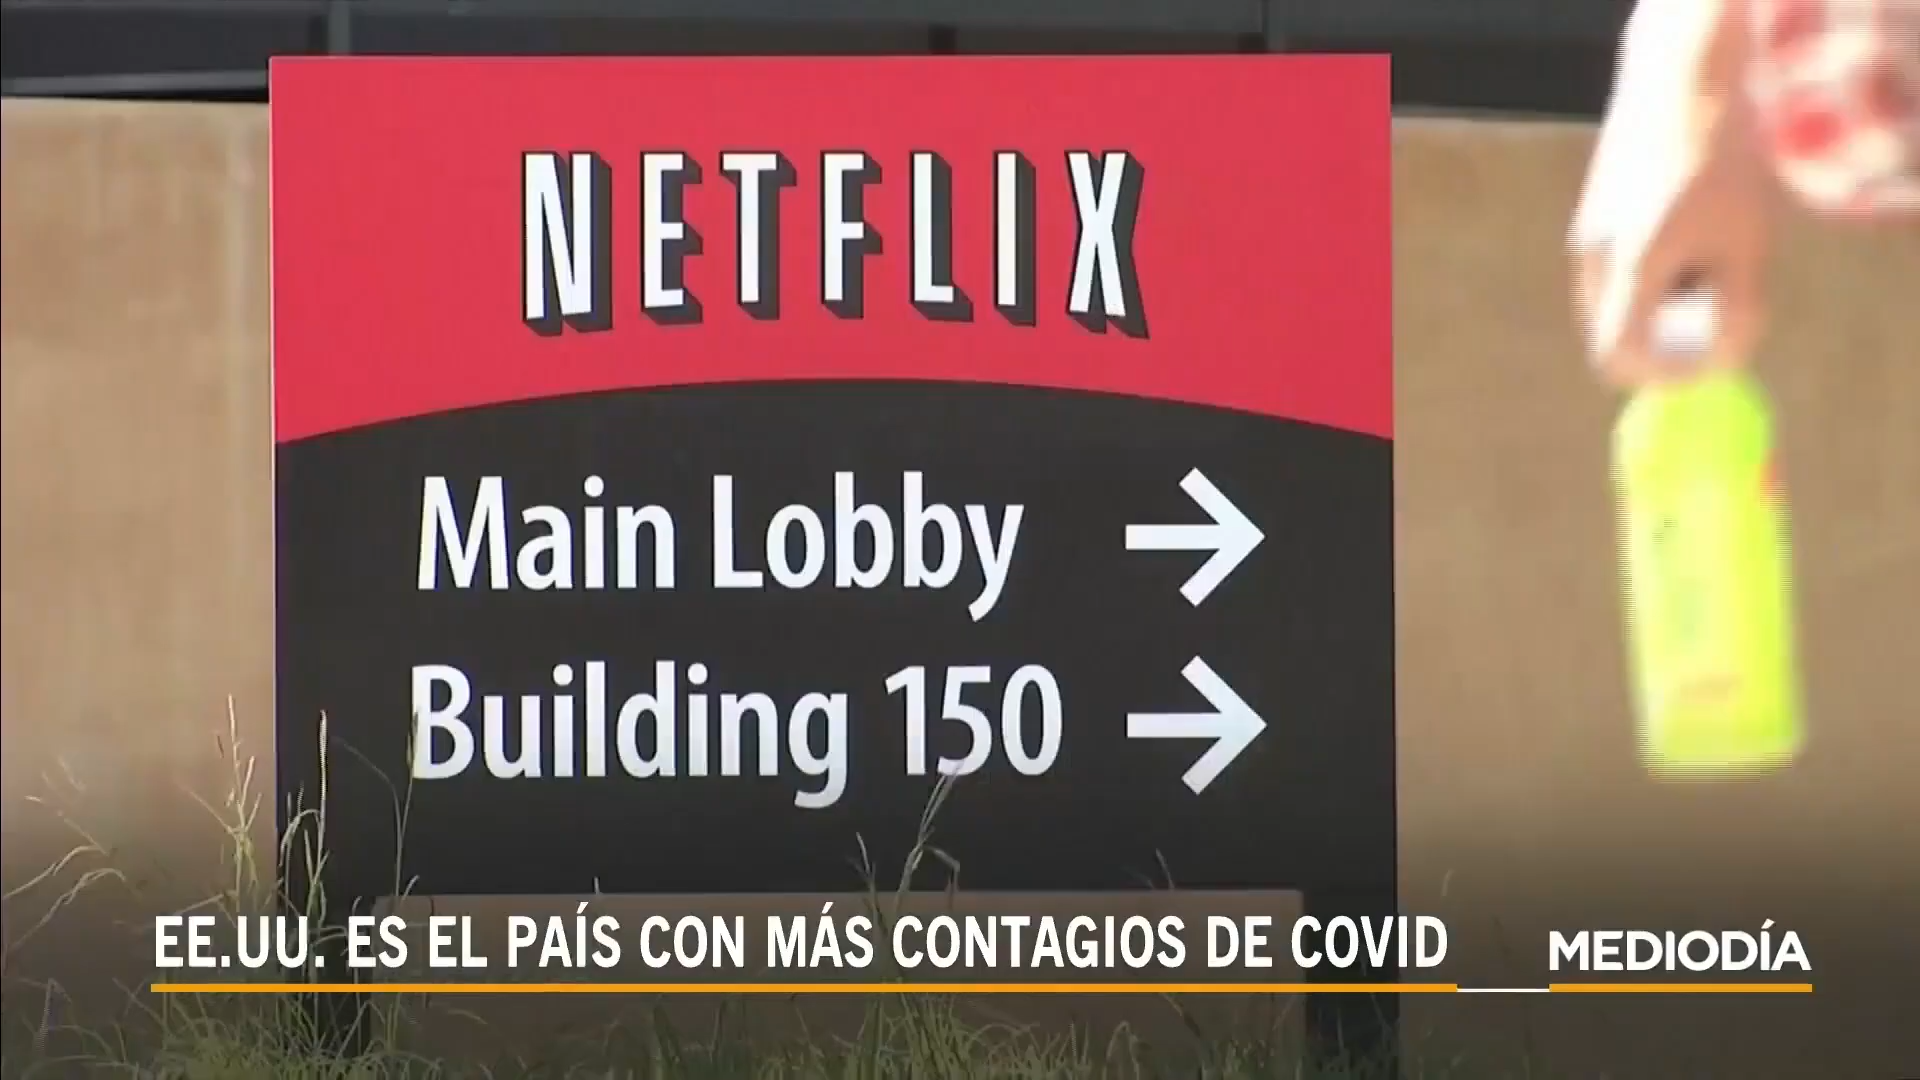 NETFLIX
Main Lobby →
Building 150 →
EE.UU. ES EL PAÍS CON MÁS CONTAGIOS DE COVID
MEDIODÍA